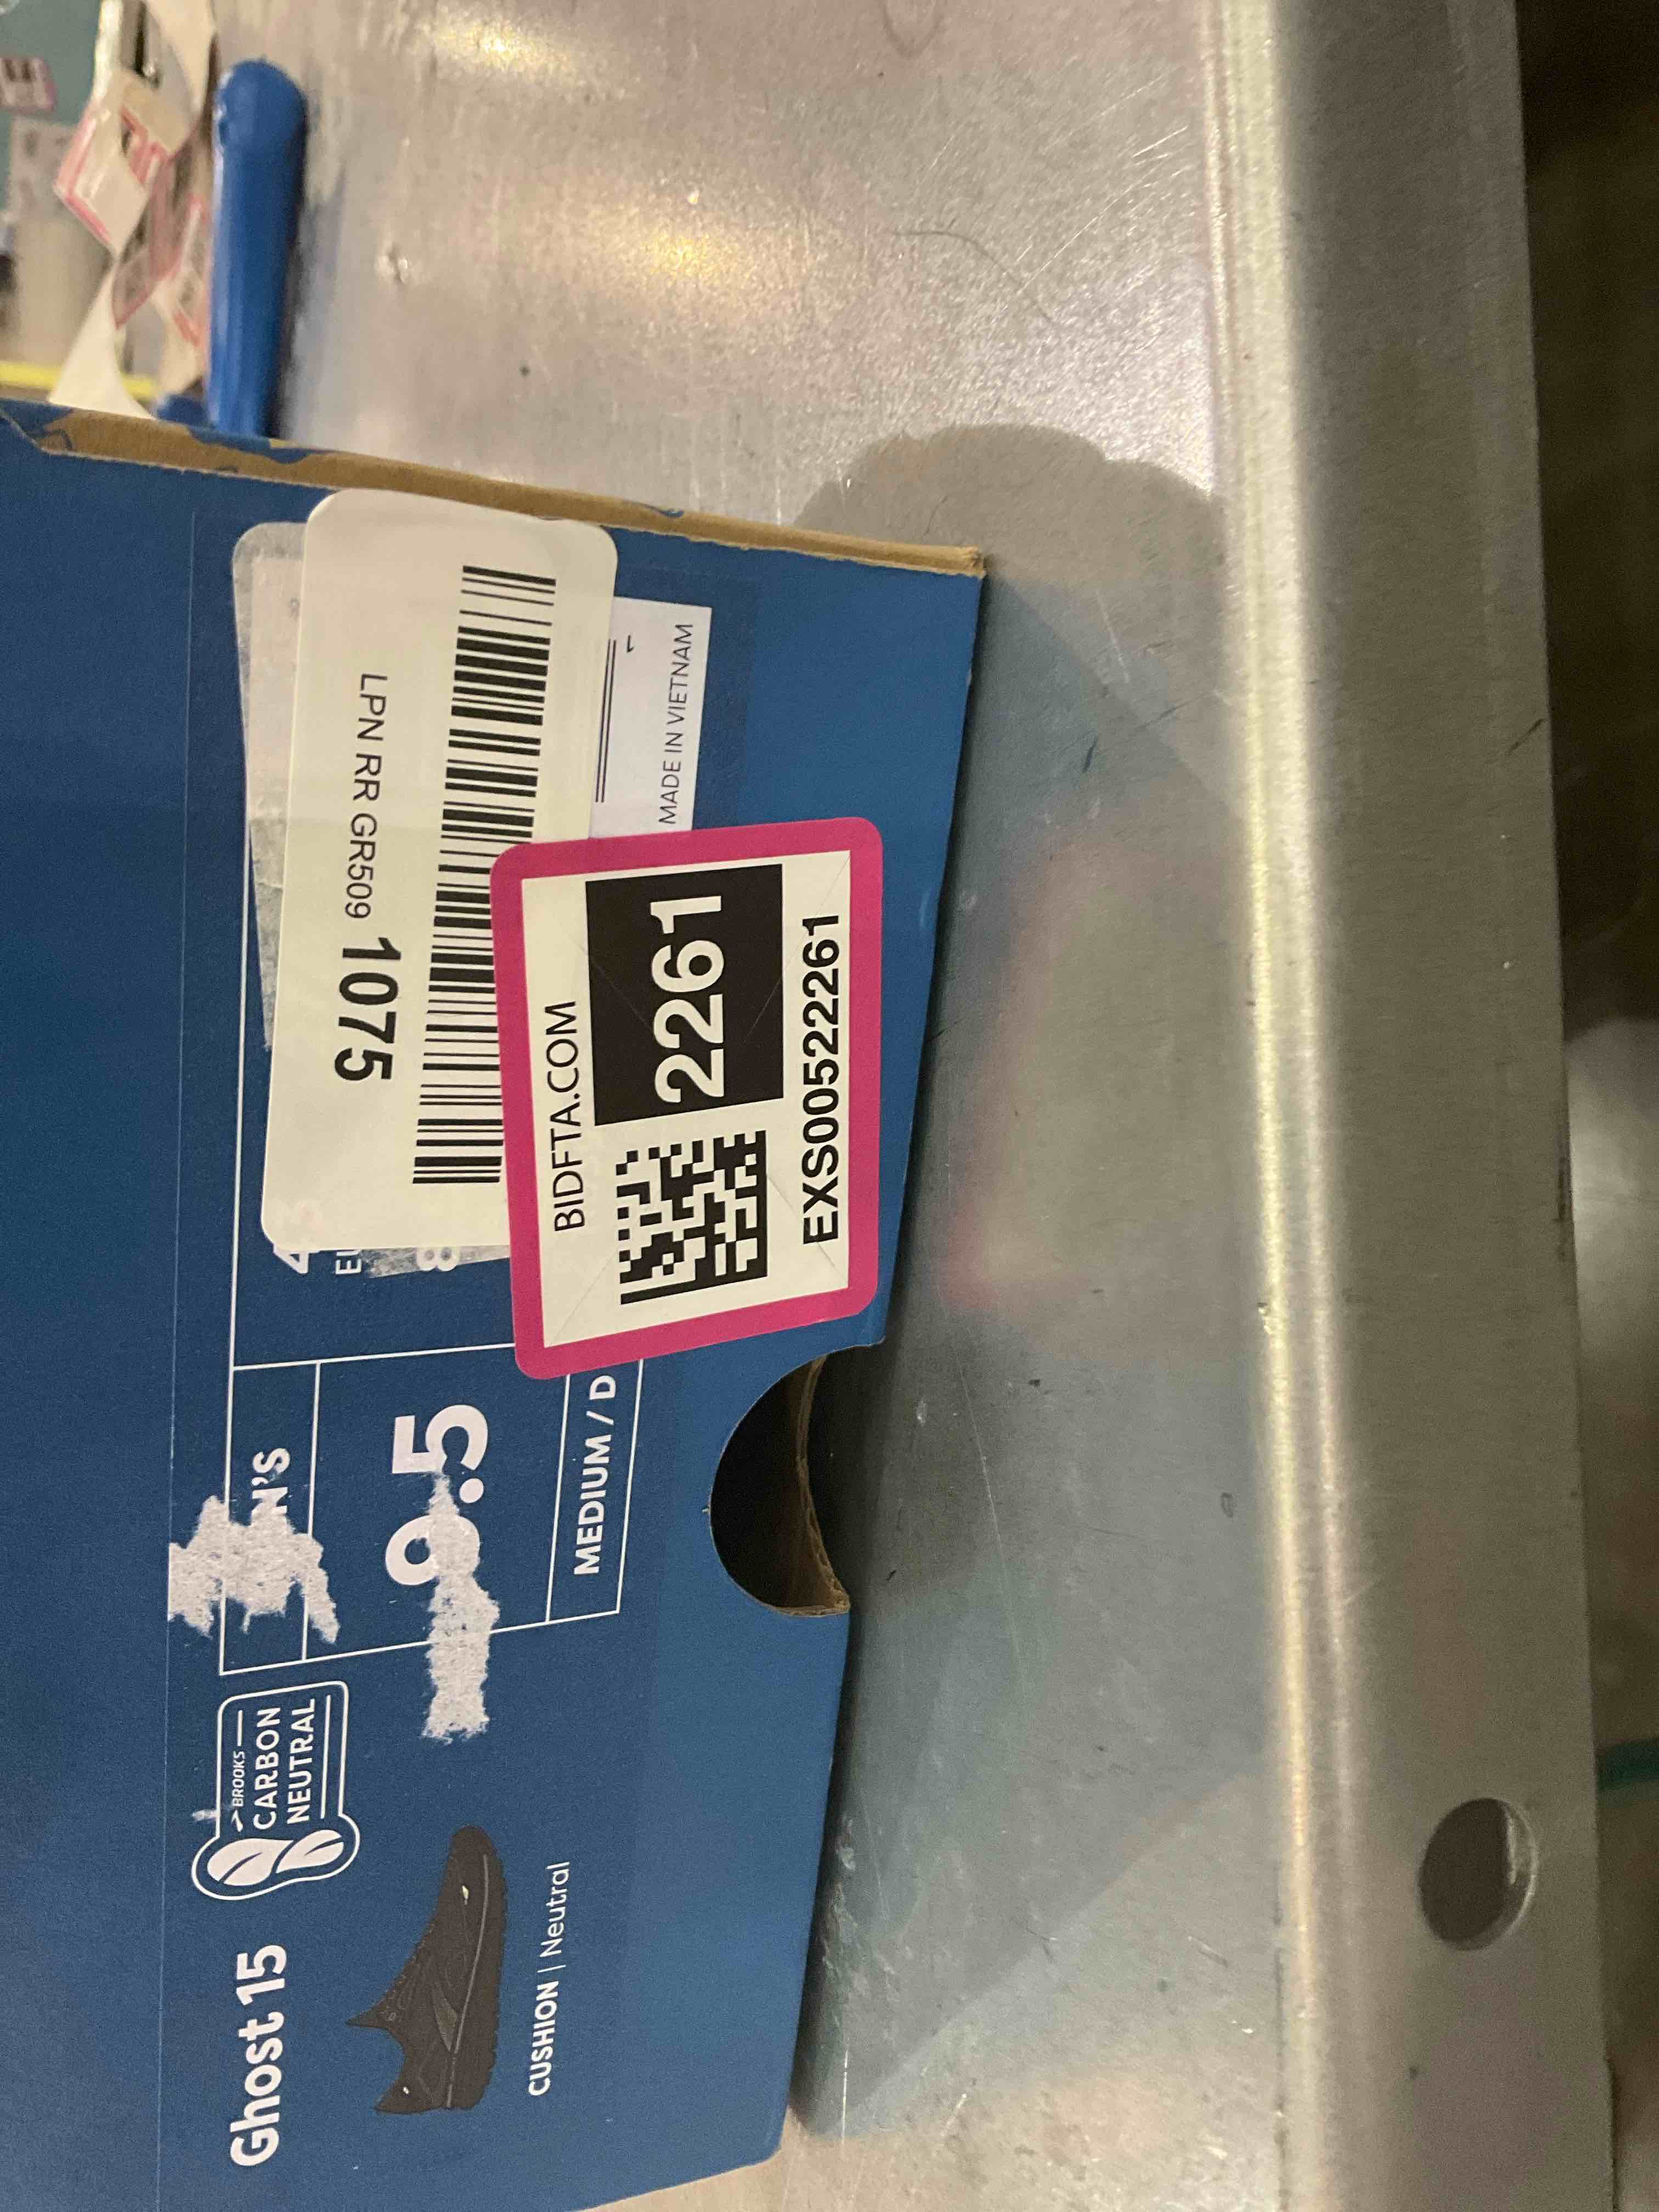 Ghost 15
BROOKS
CARBON
NEUTRAL
CUSHION | Neutral
N'S
9.5
MEDIUM / D
LPN RR GR509 1075
MADE IN VIETNAM
BIDFTA.COM
2261
EXS00522261